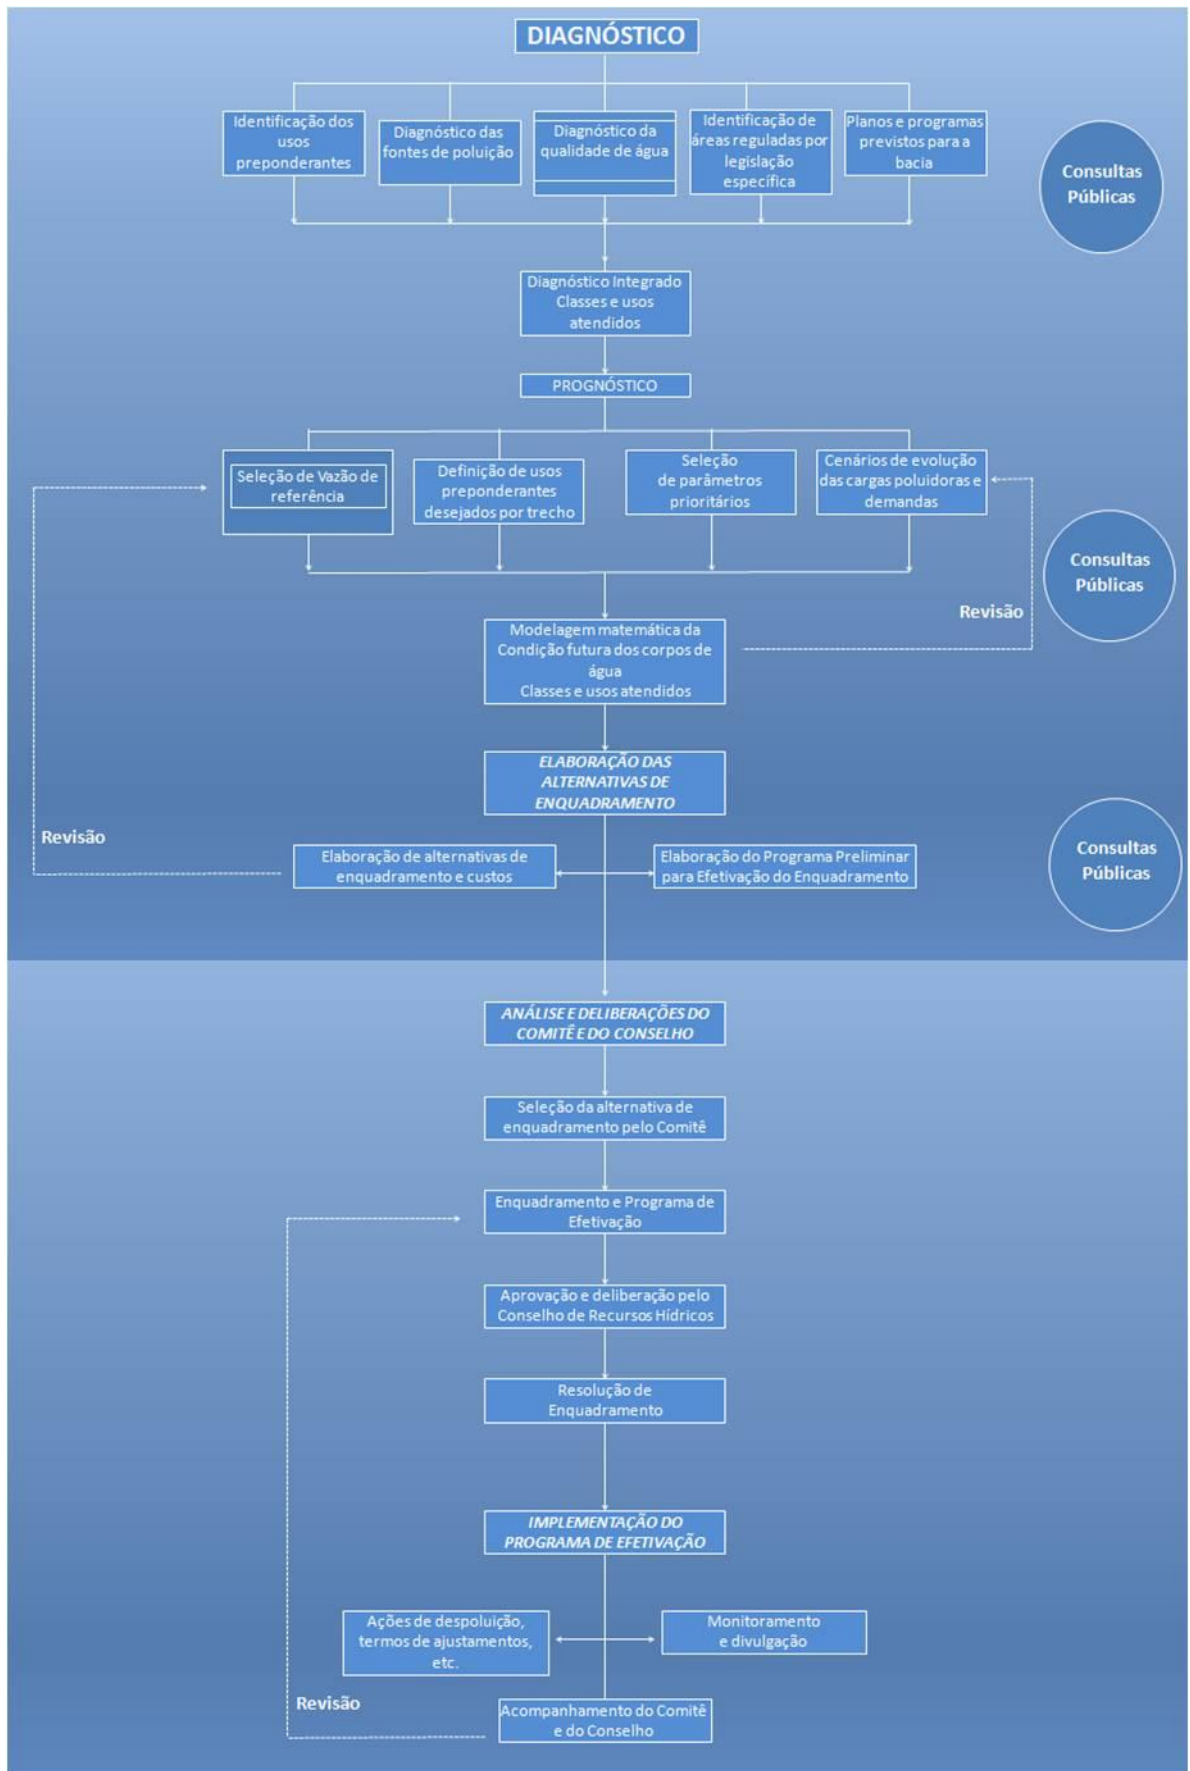 DIAGNÓSTICO
Identificação dos
usos
preponderantes
Diagnóstico das
fontes de poluição
Diagnóstico da
qualidade de água
Identificação de
áreas reguladas por
legislação
específica
Planos e programas
previstos para a
bacia
Consultas
Públicas
Diagnóstico Integrado
Classes e usos
atendidos
PROGNÓSTICO
Seleção de Vazão de
referência
Definição de usos
preponderantes
desejados por trecho
Seleção
de parâmetros
prioritários
Cenários de evolução
das cargas poluidoras e
demandas
Consultas
Públicas
Revisão
Modelagem matemática da
Condição futura dos corpos de
água
Classes e usos atendidos
ELABORAÇÃO DAS
ALTERNATIVAS DE
ENQUADRAMENTO
Revisão
Elaboração de alternativas de
enquadramento e custos
Elaboração do Programa Preliminar
para Efetivação do Enquadramento
Consultas
Públicas
ANÁLISE E DELIBERAÇÕES DO
COMITÊ E DO CONSELHO
Seleção da alternativa de
enquadramento pelo Comitê
Enquadramento e Programa de
Efetivação
Aprovação e deliberação pelo
Conselho de Recursos Hídricos
Resolução de
Enquadramento
IMPLEMENTAÇÃO DO
PROGRAMA DE EFETIVAÇÃO
Ações de despoluição,
termos de ajustamentos,
etc.
Monitoramento
e divulgação
Revisão
Acompanhamento do Comitê
e do Conselho